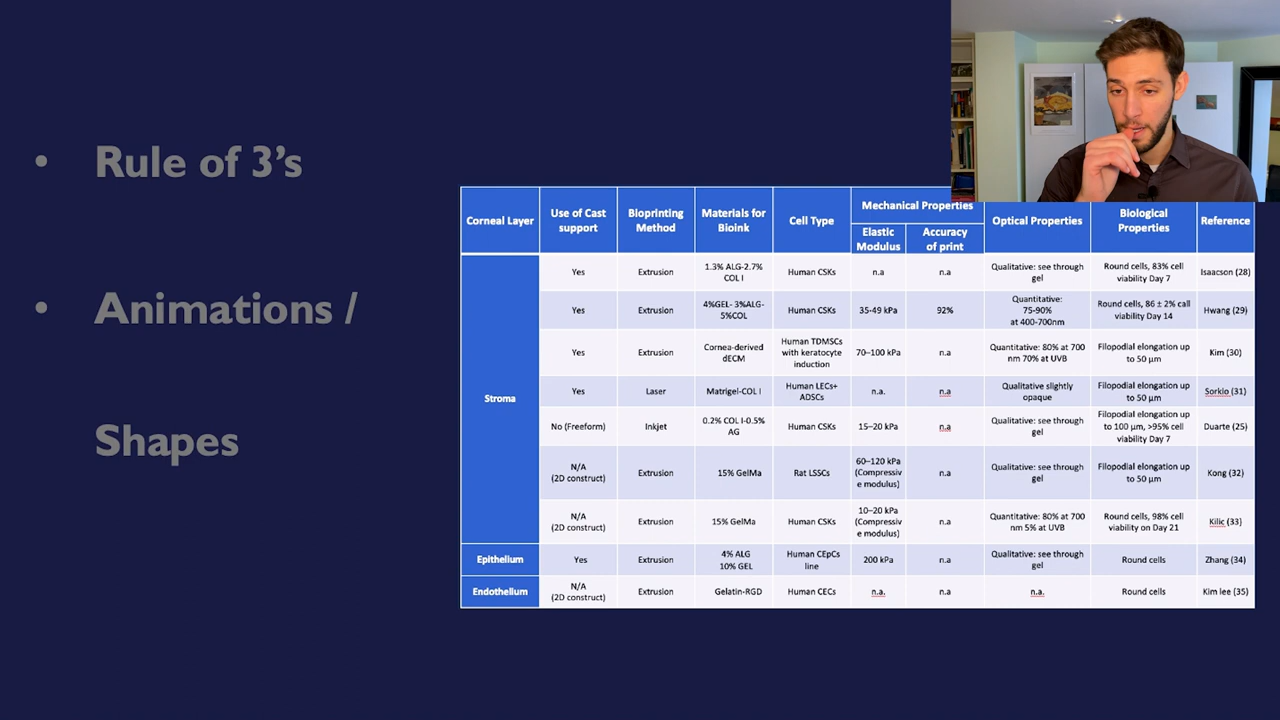 • Rule of 3's
• Animations /
Shapes
Corneal Layer
Use of Cast
support
Bioprinting
Method
Materials for
Bioink
Cell Type
Mechanical Properties
Elastic
Modulus
Accuracy
of print
Optical Properties
Biological
Properties
Reference
Stroma
Yes
Extrusion
1.3% ALG-2.7%
COL I
Human CSKs
n.a
n.a
Qualitative: see through
gel
Round cells, 83% cell
viability Day 7
Isaacson (28)
Yes
Extrusion
4%GEL- 3%ALG-
5%COL
Human CSKs
35-49 kPa
92%
Quantitative:
75-90%
at 400-700nm
Round cells, 86 ± 2% call
viability Day 14
Hwang (29)
Yes
Extrusion
Cornea-derived
dECM
Human TDMSCs
with keratocyte
induction
70–100 kPa
n.a
Quantitative: 80% at 700
nm 70% at UVB
Filopodial elongation up
to 50 μm
Kim (30)
Yes
Laser
Matrigel-COL I
Human LECs+
ADSCs
n.a.
n.a
Qualitative slightly
opaque
Filopodial elongation up
to 50 μm
Sorkio (31)
No (Freeform)
Inkjet
0.2% COL I-0.5%
AG
Human CSKs
15–20 kPa
n.a
Qualitative: see through
gel
Filopodial elongation up
to 100 μm, >95% cell
viability Day 7
Duarte (25)
N/A
(2D construct)
Extrusion
15% GelMa
Rat LSSCs
60–120 kPa
(Compressiv
e modulus)
n.a
Qualitative: see through
gel
Filopodial elongation up
to 50 μm
Kong (32)
N/A
(2D construct)
Extrusion
15% GelMa
Human CSKs
10–20 kPa
(Compressiv
e modulus)
n.a
Quantitative: 80% at 700
nm 5% at UVB
Round cells, 98% cell
viability on Day 21
Kilic (33)
Epithelium
Yes
Extrusion
4% ALG
10% GEL
Human CEpCs
line
200 kPa
n.a
Qualitative: see through
gel
Round cells
Zhang (34)
Endothelium
N/A
(2D construct)
Extrusion
Gelatin-RGD
Human CECs
n.a.
n.a
n.a.
Round cells
Kim lee (35)